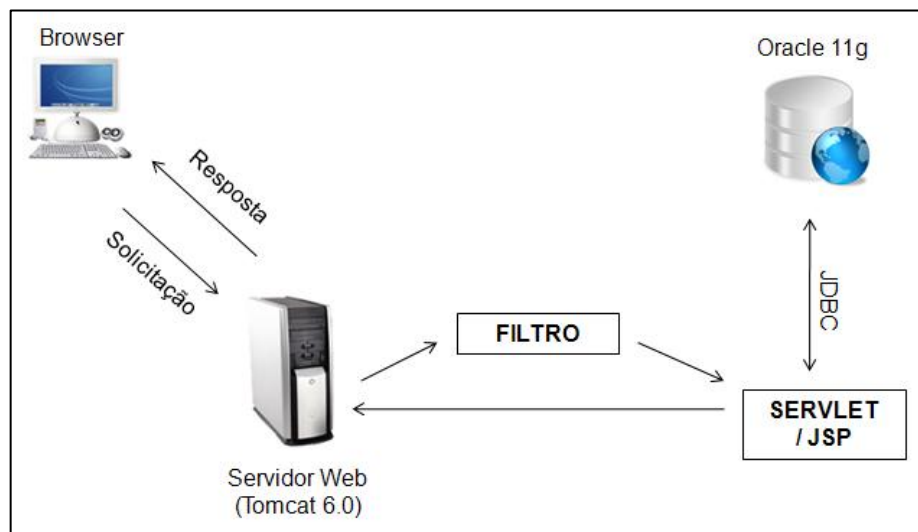 Browser
Oracle 11g
Resposta
Solicitação
FILTRO
JDBC
SERVLET
/ JSP
Servidor Web
(Tomcat 6.0)